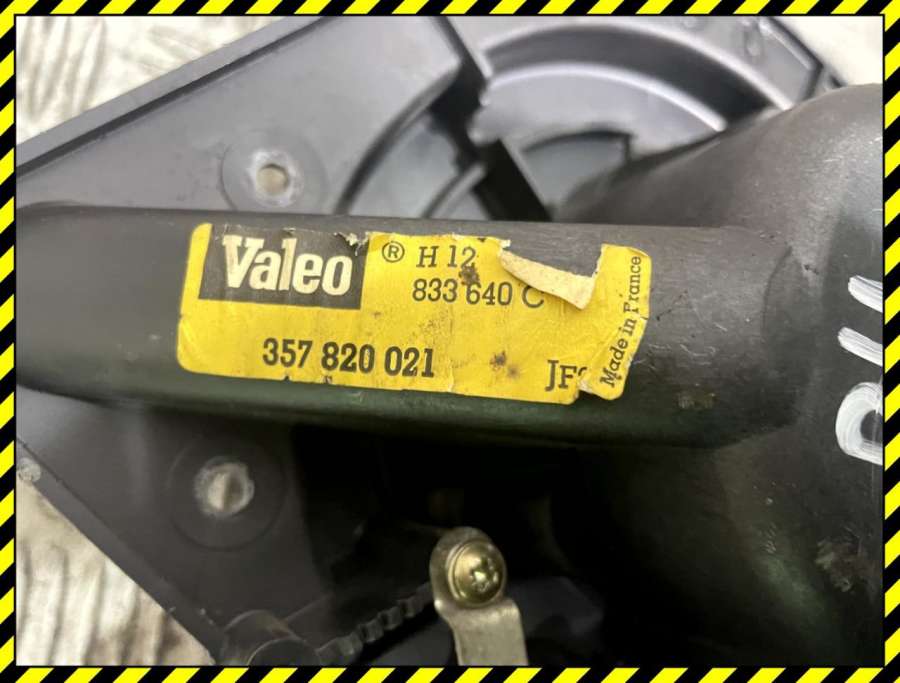 Valeo ® H 12
833 640 C
357 820 021
Made in France